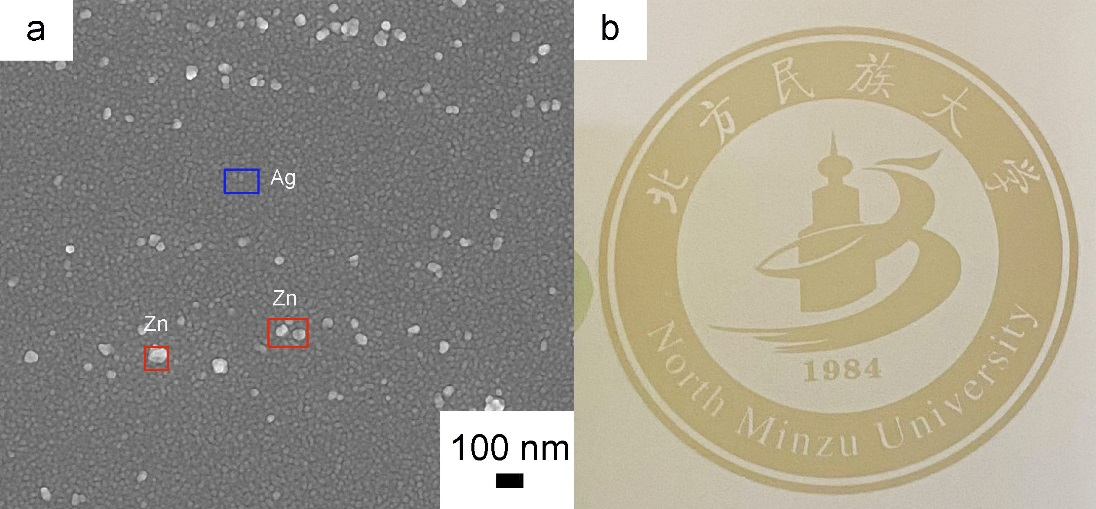 a
Ag
Zn
Zn
100 nm
b
北方民族大学
1984
North Minzu University